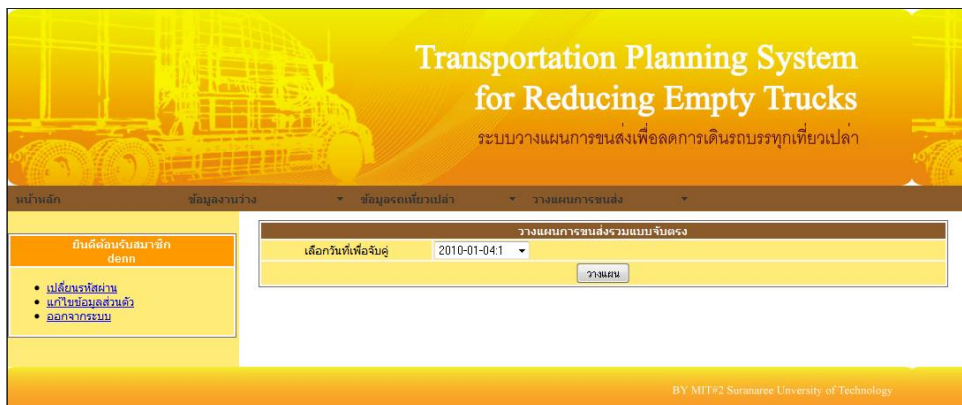 Transportation Planning System
for Reducing Empty Trucks
ระบบวางแผนการขนส่งเพื่อลดการเดินรถบรรทุกเที่ยวเปล่า
หน้าหลัก ข้อมูลงานว่าง ข้อมูลรถเที่ยวเปล่า วางแผนการขนส่ง
ยินดีต้อนรับสมาชิก
denn
เปลี่ยนรหัสผ่าน
แก้ไขข้อมูลส่วนตัว
ออกจากระบบ
วางแผนการขนส่งรวมแบบจับตรง
เลือกวันที่เพื่อจับคู่ 2010-01-04:1
วางแผน
BY MIT#2 Suranaree Unversity of Technology